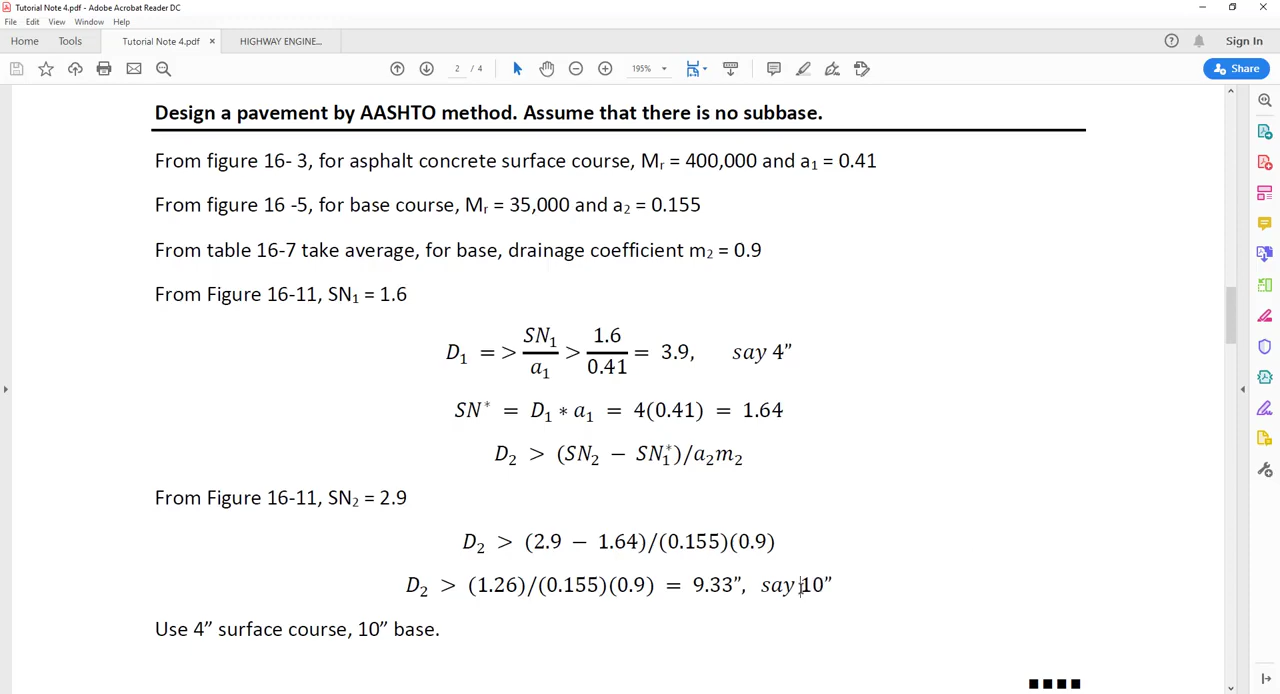 Tutorial Note 4.pdf - Adobe Acrobat Reader DC
File Edit View Window Help
Home Tools Tutorial Note 4.pdf × HIGHWAY ENGINE... Sign In
2 / 4 195% Share
Design a pavement by AASHTO method. Assume that there is no subbase.
From figure 16- 3, for asphalt concrete surface course, Mr = 400,000 and a1 = 0.41
From figure 16 -5, for base course, Mr = 35,000 and a2 = 0.155
From table 16-7 take average, for base, drainage coefficient m2 = 0.9
From Figure 16-11, SN1 = 1.6
D1 => SN1/a1 > 1.6/0.41 = 3.9, say 4”
SN* = D1 * a1 = 4(0.41) = 1.64
D2 > (SN2 − SN1*)/a2m2
From Figure 16-11, SN2 = 2.9
D2 > (2.9 − 1.64)/(0.155)(0.9)
D2 > (1.26)/(0.155)(0.9) = 9.33”, say 10”
Use 4” surface course, 10” base.